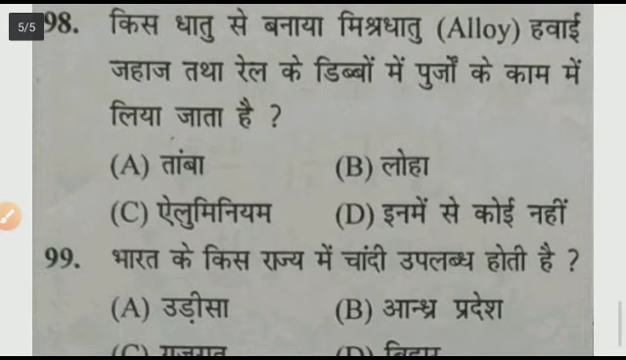 5/5
98. किस धातु से बनाया मिश्रधातु (Alloy) हवाई
जहाज तथा रेल के डिब्बों में पुर्जों के काम में
लिया जाता है ?
(A) तांबा (B) लोहा
(C) ऐलुमिनियम (D) इनमें से कोई नहीं
99. भारत के किस राज्य में चांदी उपलब्ध होती है ?
(A) उड़ीसा (B) आन्ध्र प्रदेश
(C) गुजरात (D) बिहार